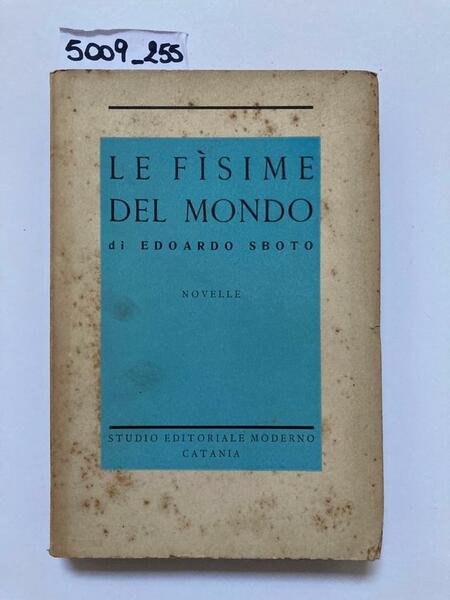 5009_255
LE FÌSIME
DEL MONDO
di EDOARDO SBOTO
NOVELLE
STUDIO EDITORIALE MODERNO
CATANIA